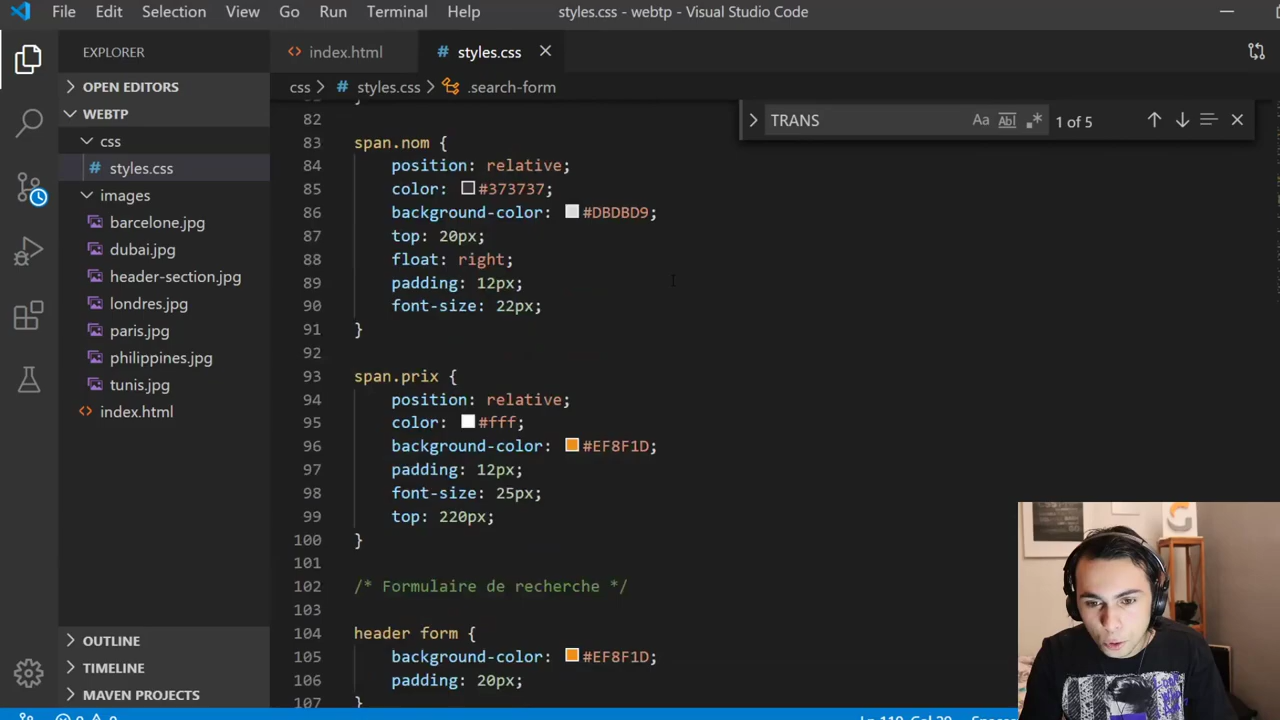 File Edit Selection View Go Run Terminal Help styles.css - webtp - Visual Studio Code
EXPLORER
OPEN EDITORS
WEBTP
css
styles.css
images
barcelone.jpg
dubai.jpg
header-section.jpg
londres.jpg
paris.jpg
philippines.jpg
tunis.jpg
index.html
OUTLINE
TIMELINE
MAVEN PROJECTS
index.html styles.css
css styles.css .search-form
TRANS Aa Abl .* 1 of 5
82
83 span.nom {
84 position: relative;
85 color: #373737;
86 background-color: #DBDBD9;
87 top: 20px;
88 float: right;
89 padding: 12px;
90 font-size: 22px;
91 }
92
93 span.prix {
94 position: relative;
95 color: #fff;
96 background-color: #EF8F1D;
97 padding: 12px;
98 font-size: 25px;
99 top: 220px;
100 }
101
102 /* Formulaire de recherche */
103
104 header form {
105 background-color: #EF8F1D;
106 padding: 20px;
107 }